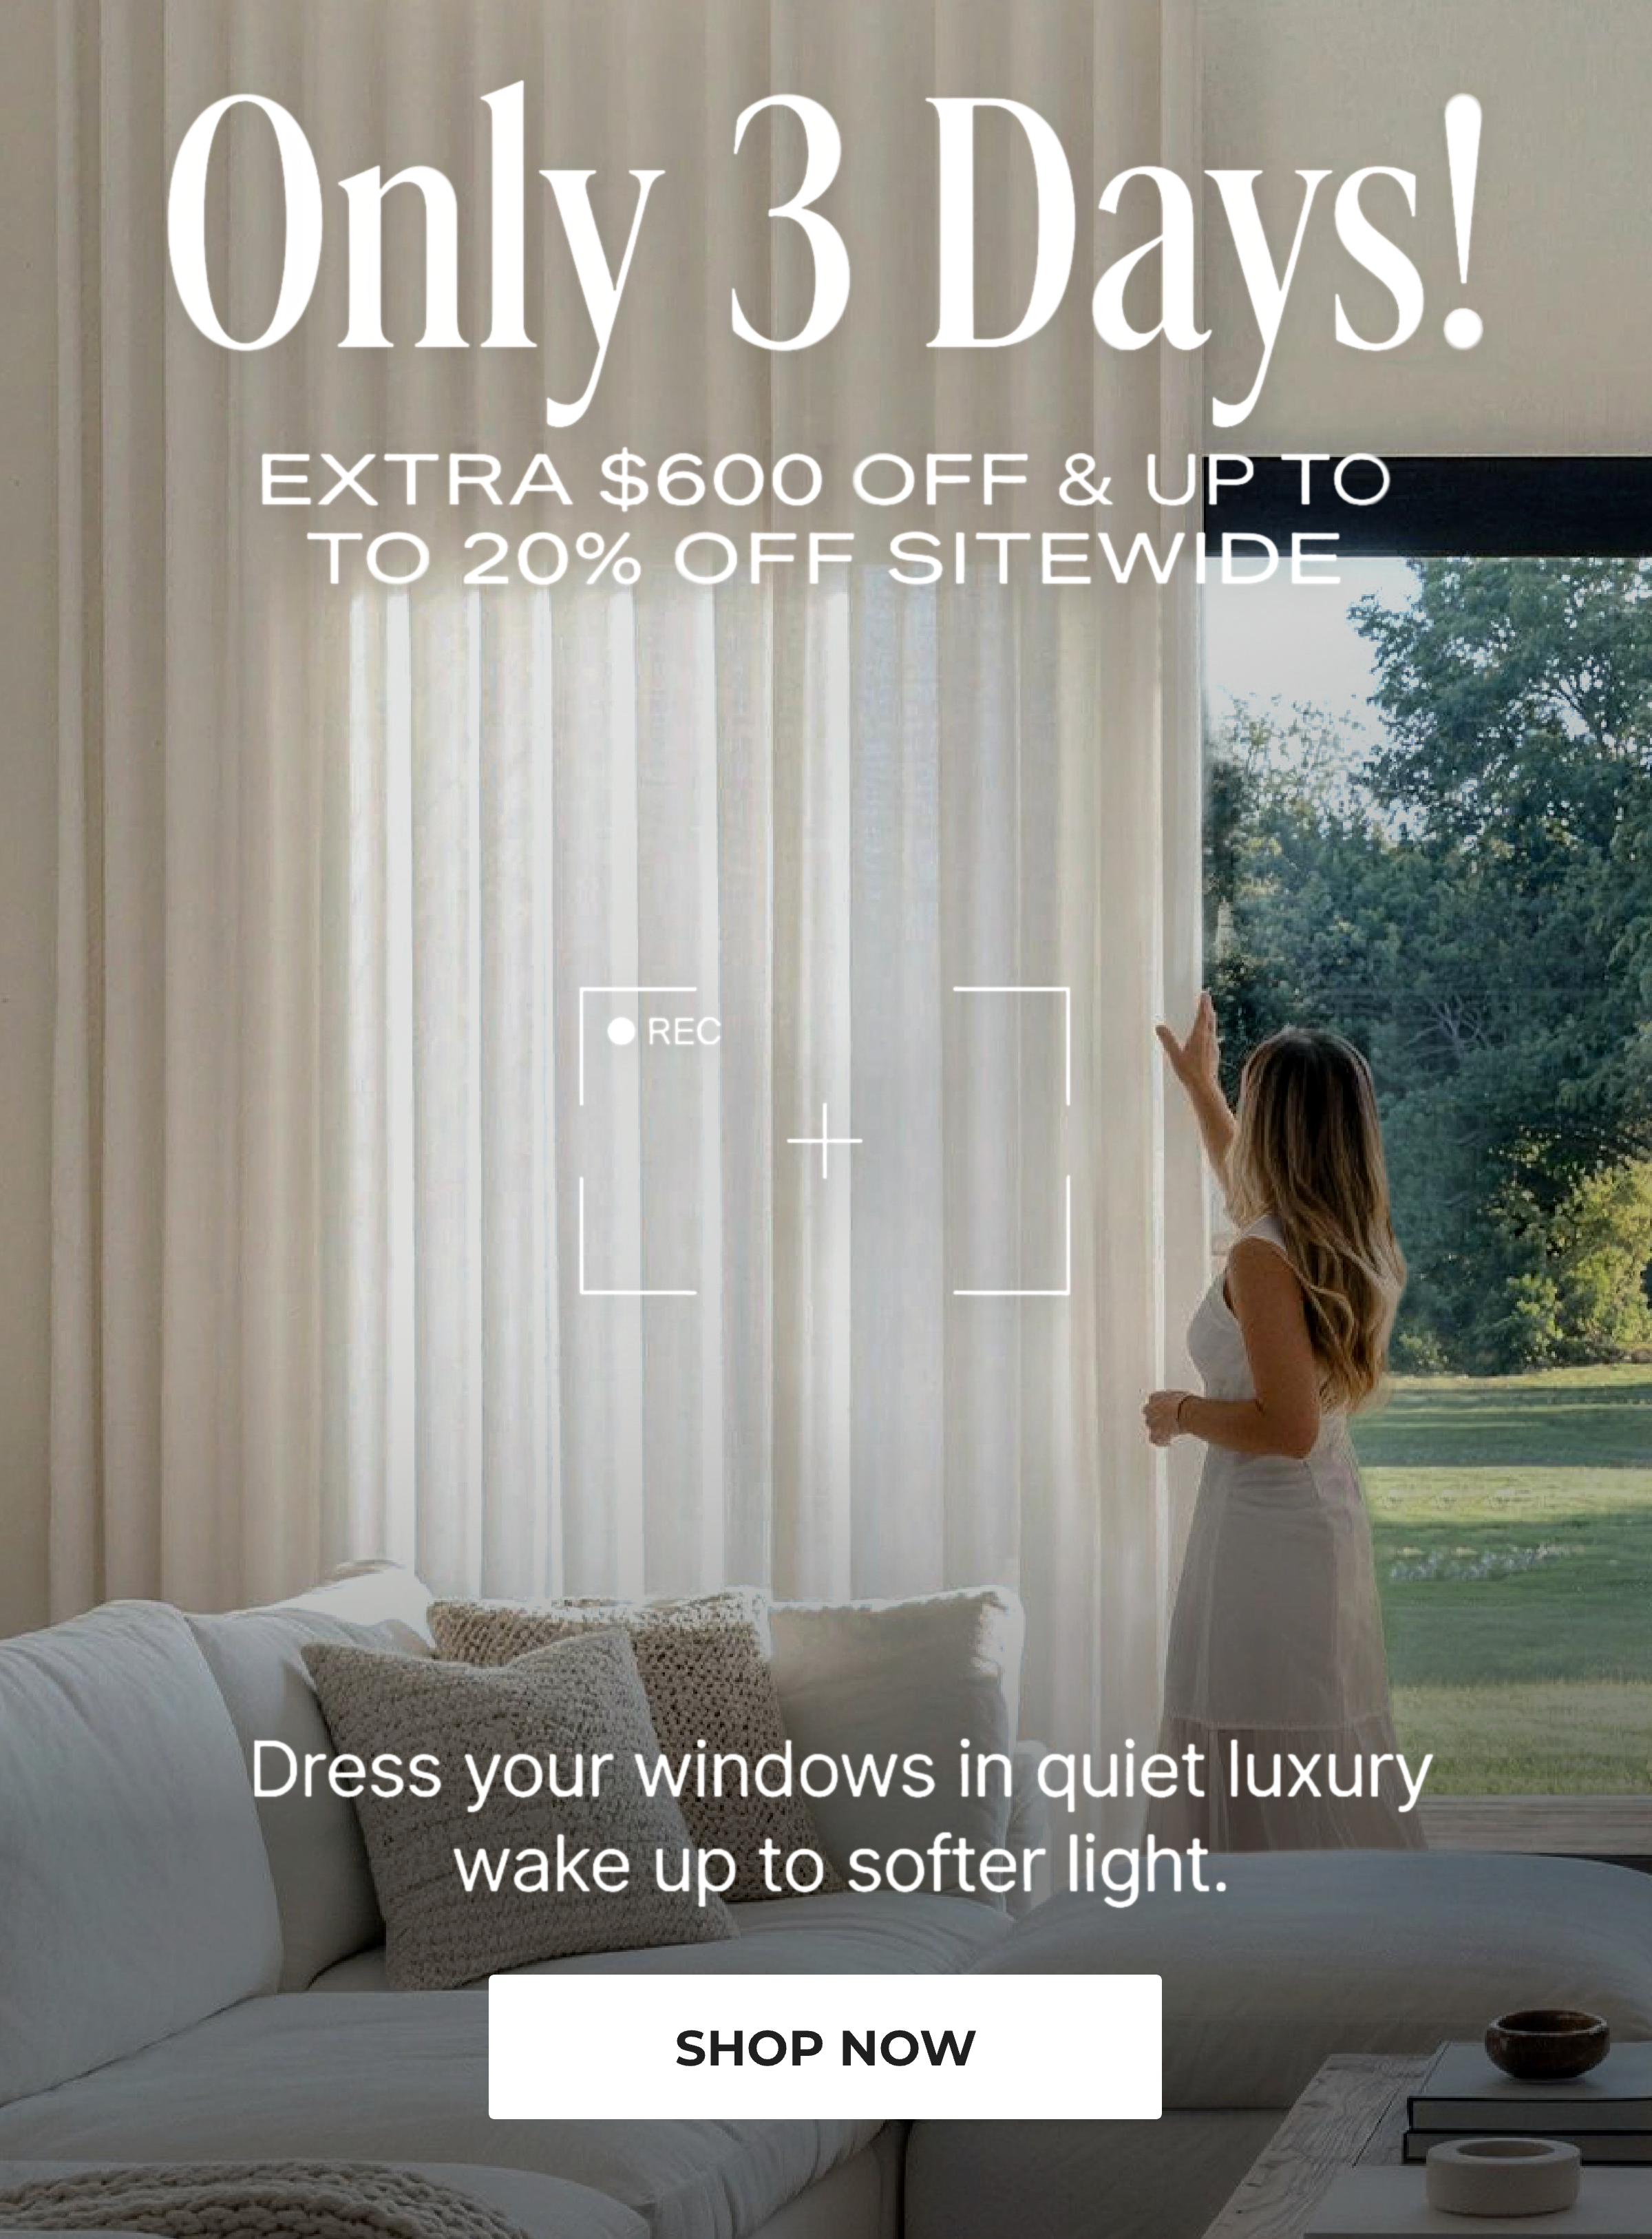 Only 3 Days!
EXTRA $600 OFF & UP TO
TO 20% OFF SITEWIDE
REC
Dress your windows in quiet luxury
wake up to softer light.
SHOP NOW